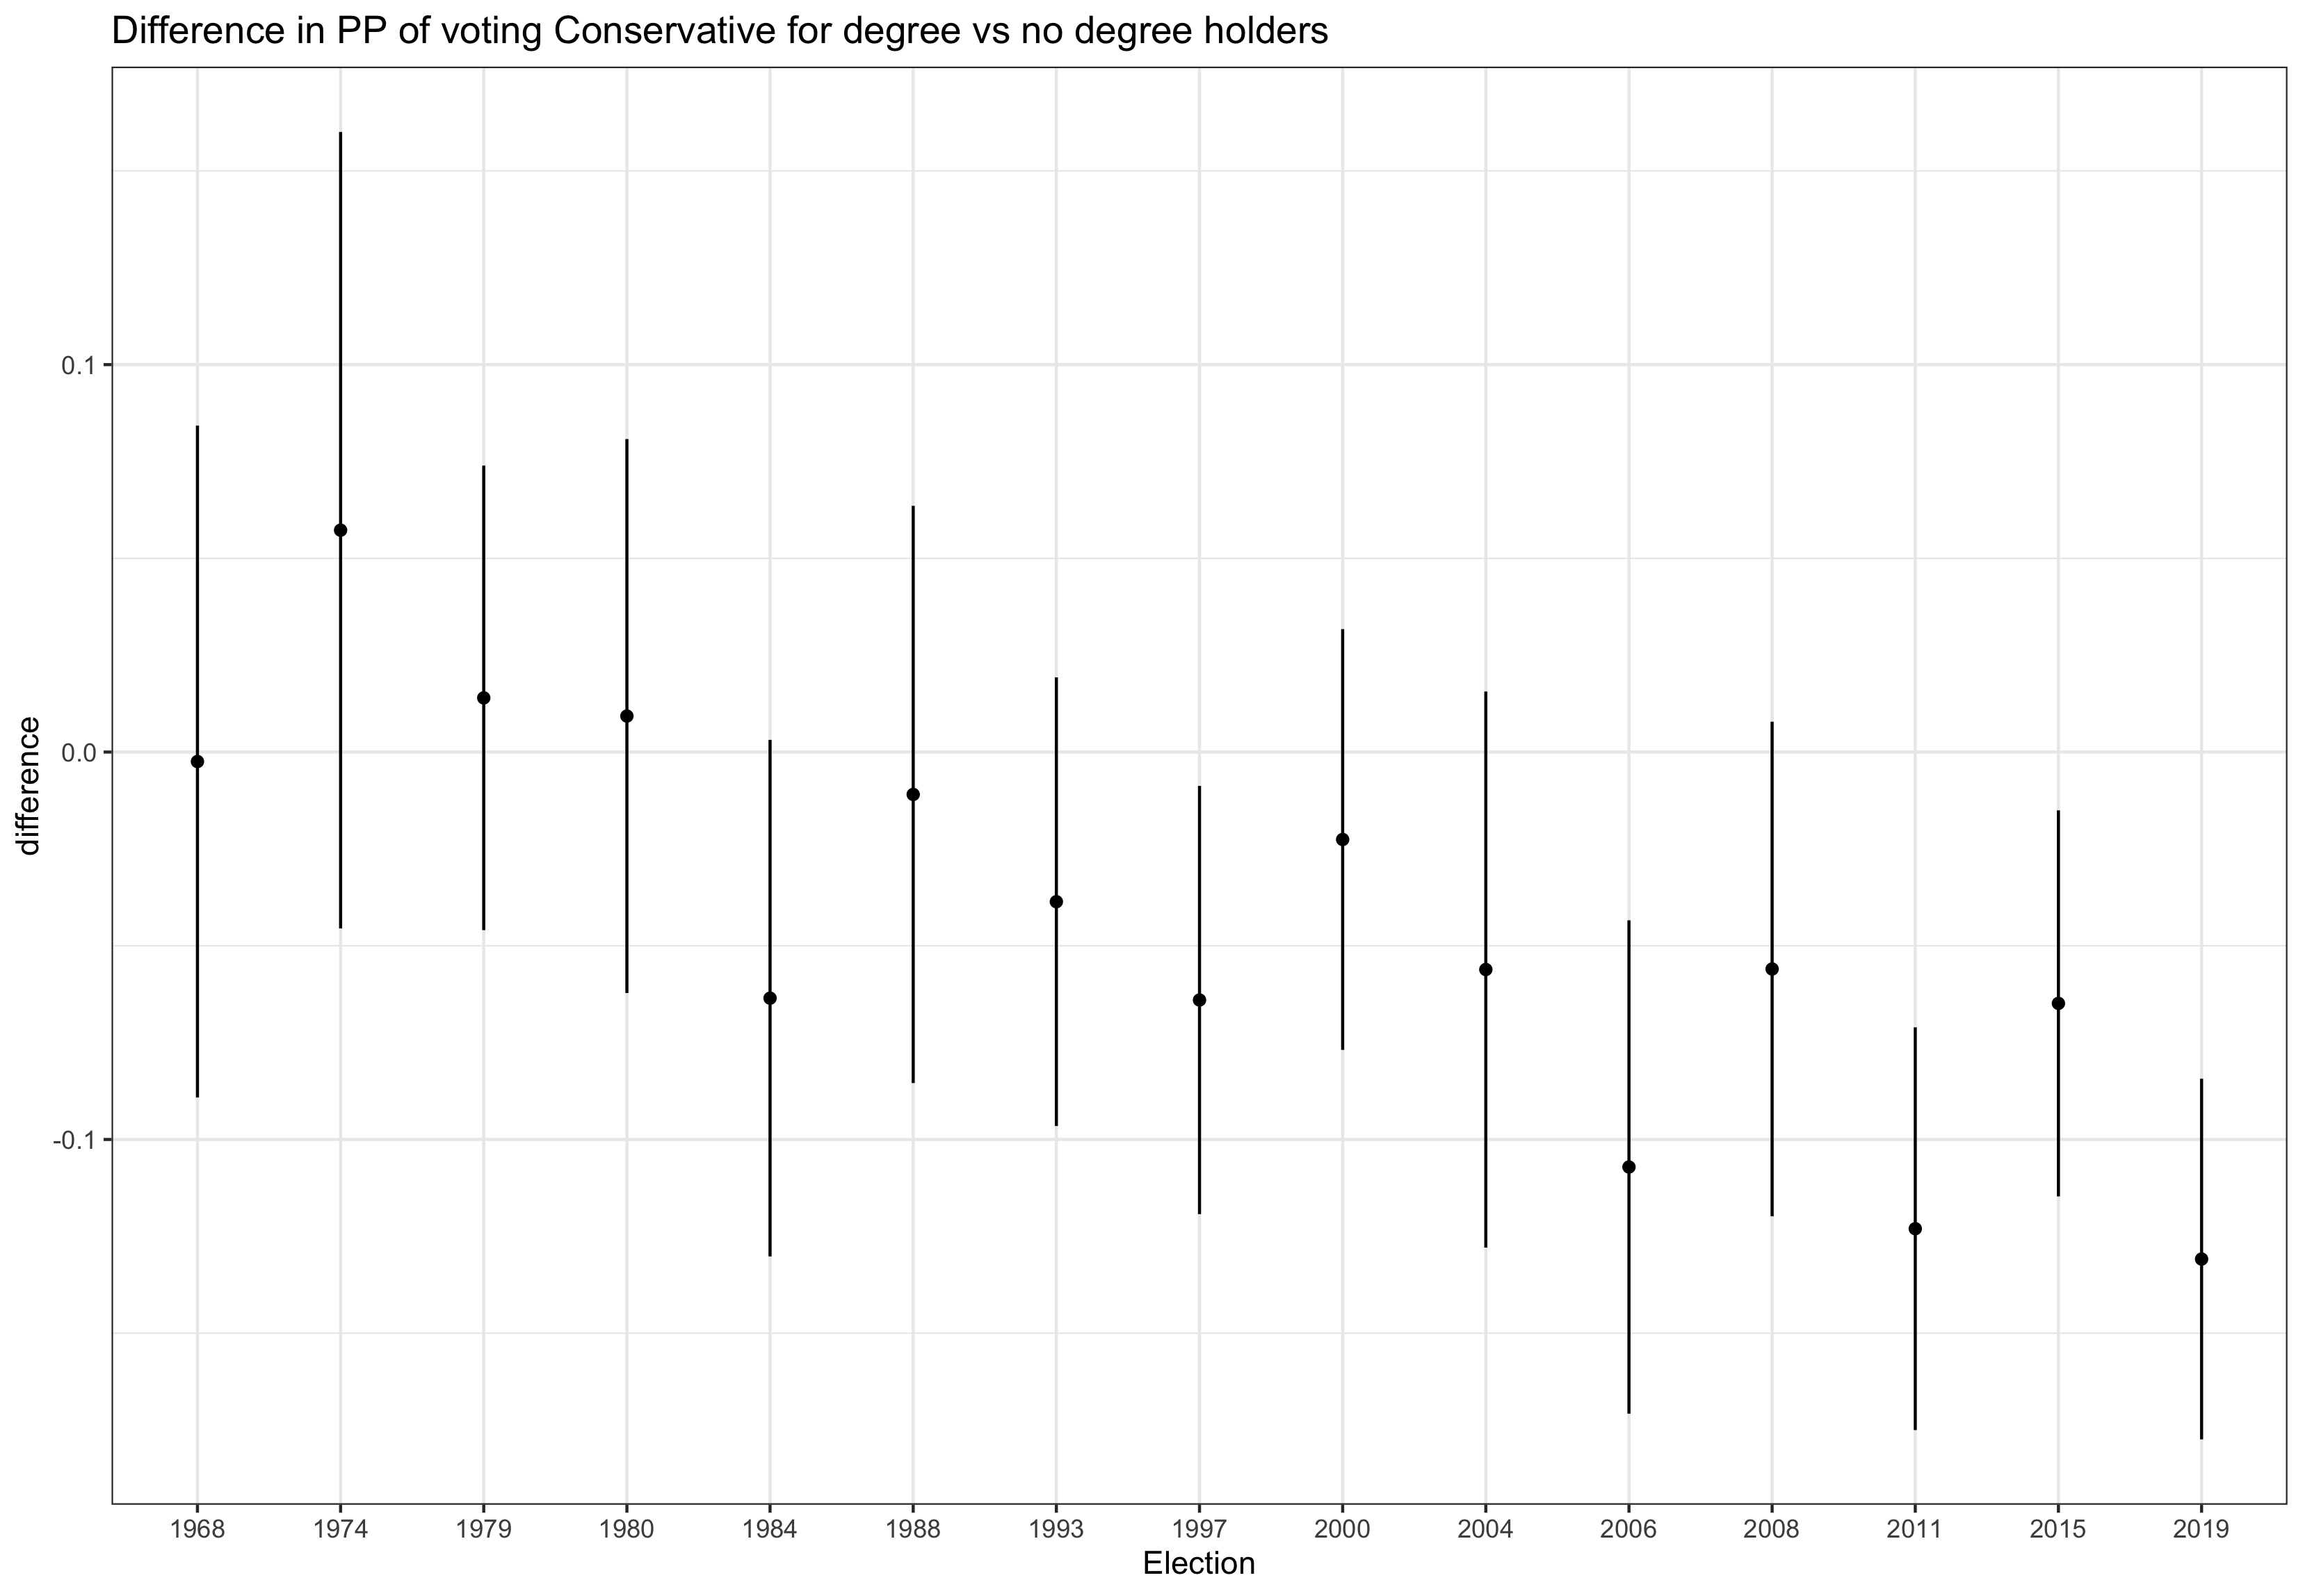 Difference in PP of voting Conservative for degree vs no degree holders
difference
0.1
0.0
-0.1
1968 1974 1979 1980 1984 1988 1993 1997 2000 2004 2006 2008 2011 2015 2019
Election